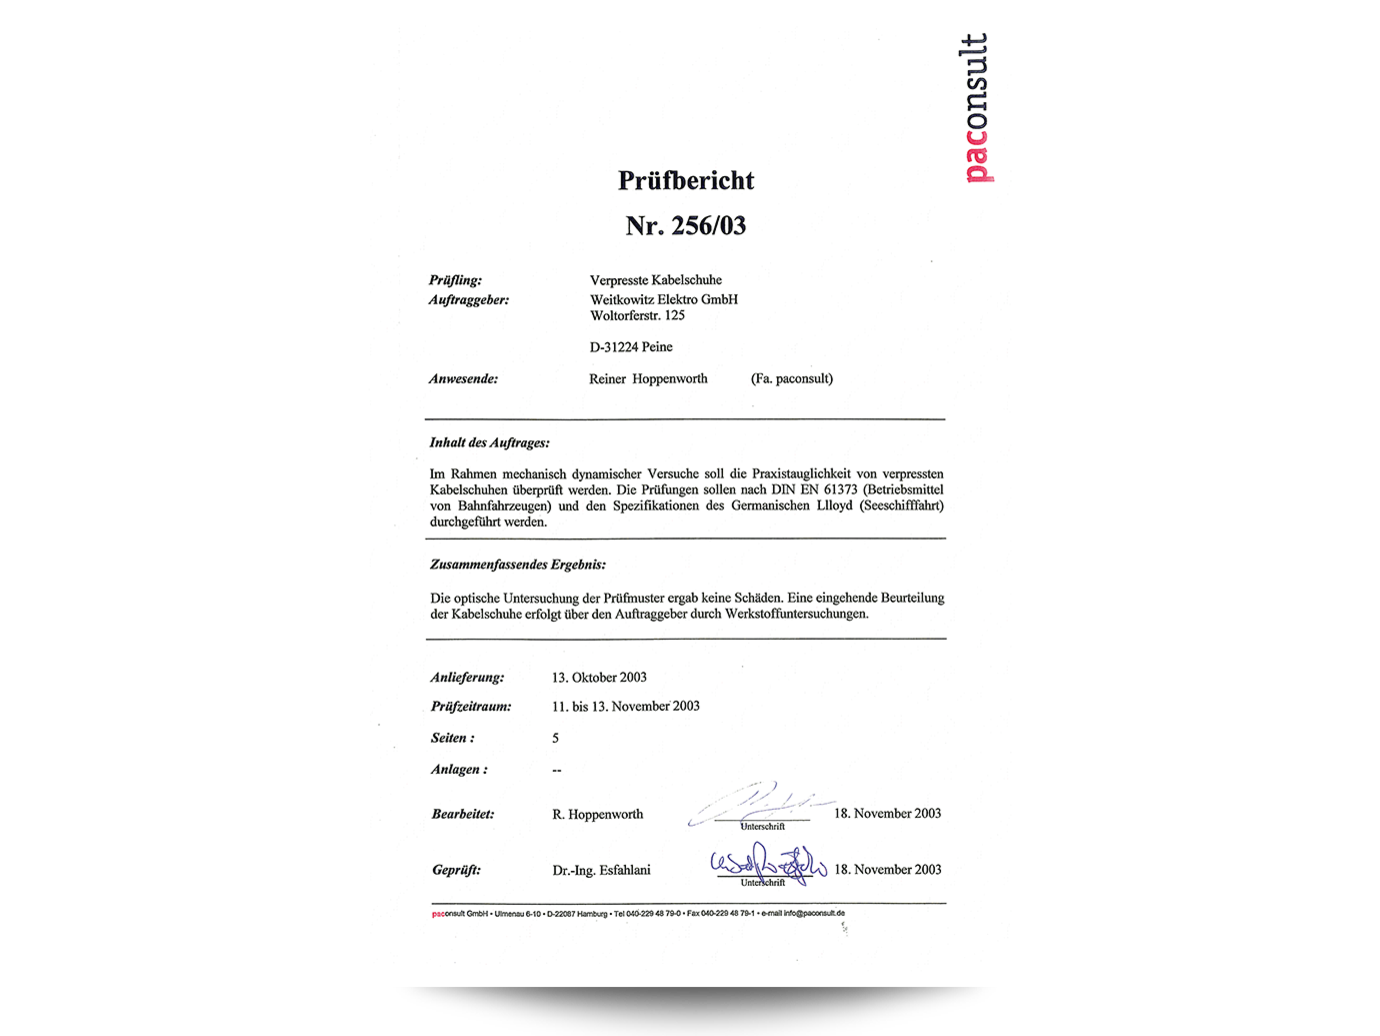 paconsult
Prüfbericht
Nr. 256/03
Prüfling: Verpresste Kabelschuhe
Auftraggeber: Weitkowitz Elektro GmbH
Woltorferstr. 125
D-31224 Peine
Anwesende: Reiner Hoppenworth (Fa. paconsult)
Inhalt des Auftrages:
Im Rahmen mechanisch dynamischer Versuche soll die Praxistauglichkeit von verpressten
Kabelschuhen überprüft werden. Die Prüfungen sollen nach DIN EN 61373 (Betriebsmittel
von Bahnfahrzeugen) und den Spezifikationen des Germanischen Llloyd (Seeschifffahrt)
durchgeführt werden.
Zusammenfassendes Ergebnis:
Die optische Untersuchung der Prüfmuster ergab keine Schäden. Eine eingehende Beurteilung
der Kabelschuhe erfolgt über den Auftraggeber durch Werkstoffuntersuchungen.
Anlieferung: 13. Oktober 2003
Prüfzeitraum: 11. bis 13. November 2003
Seiten : 5
Anlagen : --
Bearbeitet: R. Hoppenworth 18. November 2003
Unterschrift
Geprüft: Dr.-Ing. Esfahlani 18. November 2003
Unterschrift
paconsult GmbH • Ulmenau 6-10 • D-22087 Hamburg • Tel 040-229 48 79-0 • Fax 040-229 48 79-1 • e-mail info@paconsult.de